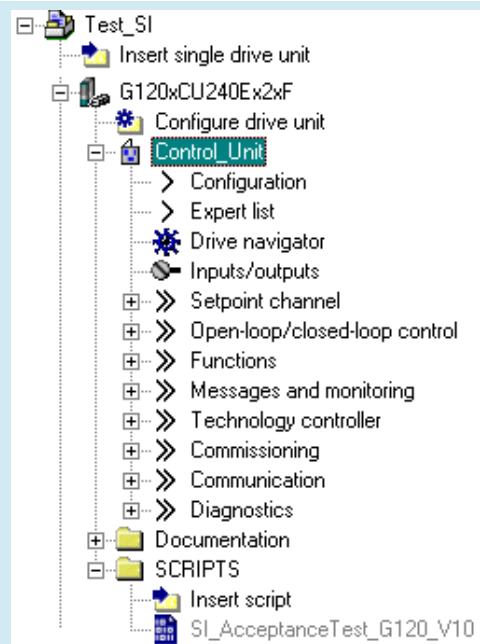 Test_SI
Insert single drive unit
G120xCU240Ex2xF
Configure drive unit
Control_Unit
Configuration
Expert list
Drive navigator
Inputs/outputs
Setpoint channel
Open-loop/closed-loop control
Functions
Messages and monitoring
Technology controller
Commissioning
Communication
Diagnostics
Documentation
SCRIPTS
Insert script
SI_AcceptanceTest_G120_V10